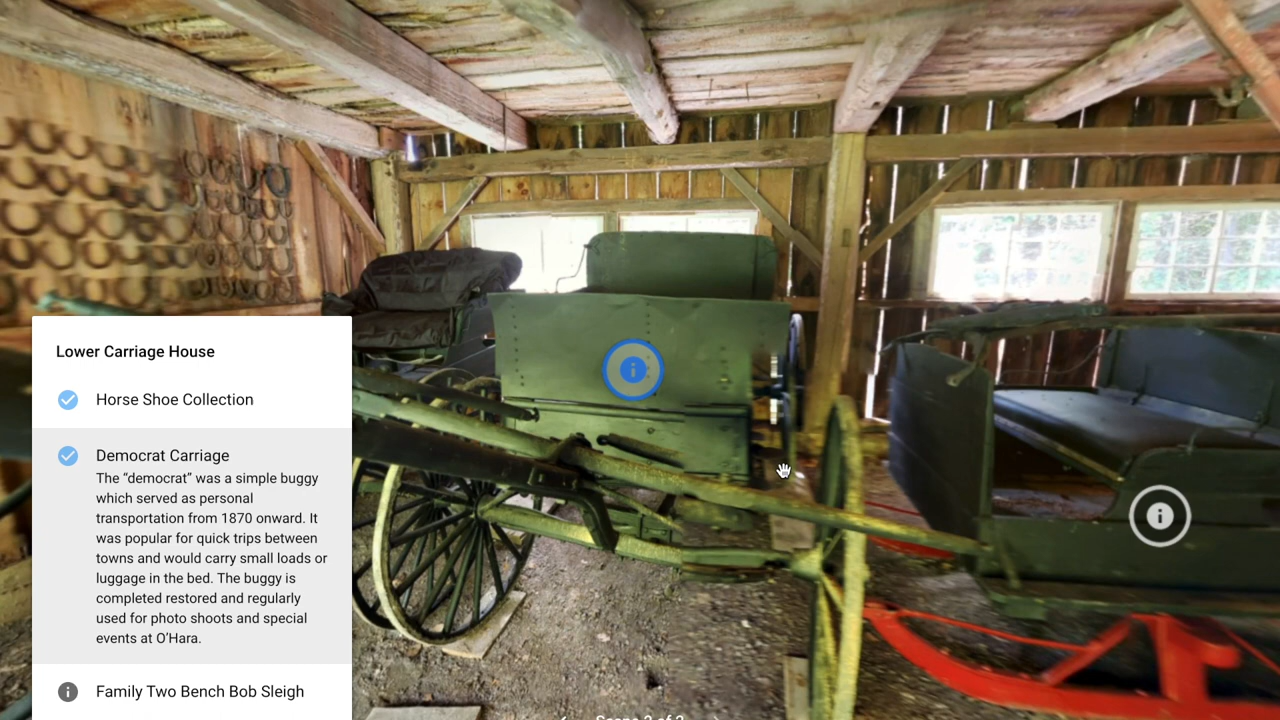 Lower Carriage House
Horse Shoe Collection
Democrat Carriage
The “democrat” was a simple buggy
which served as personal
transportation from 1870 onward. It
was popular for quick trips between
towns and would carry small loads or
luggage in the bed. The buggy is
completed restored and regularly
used for photo shoots and special
events at O’Hara.
Family Two Bench Bob Sleigh